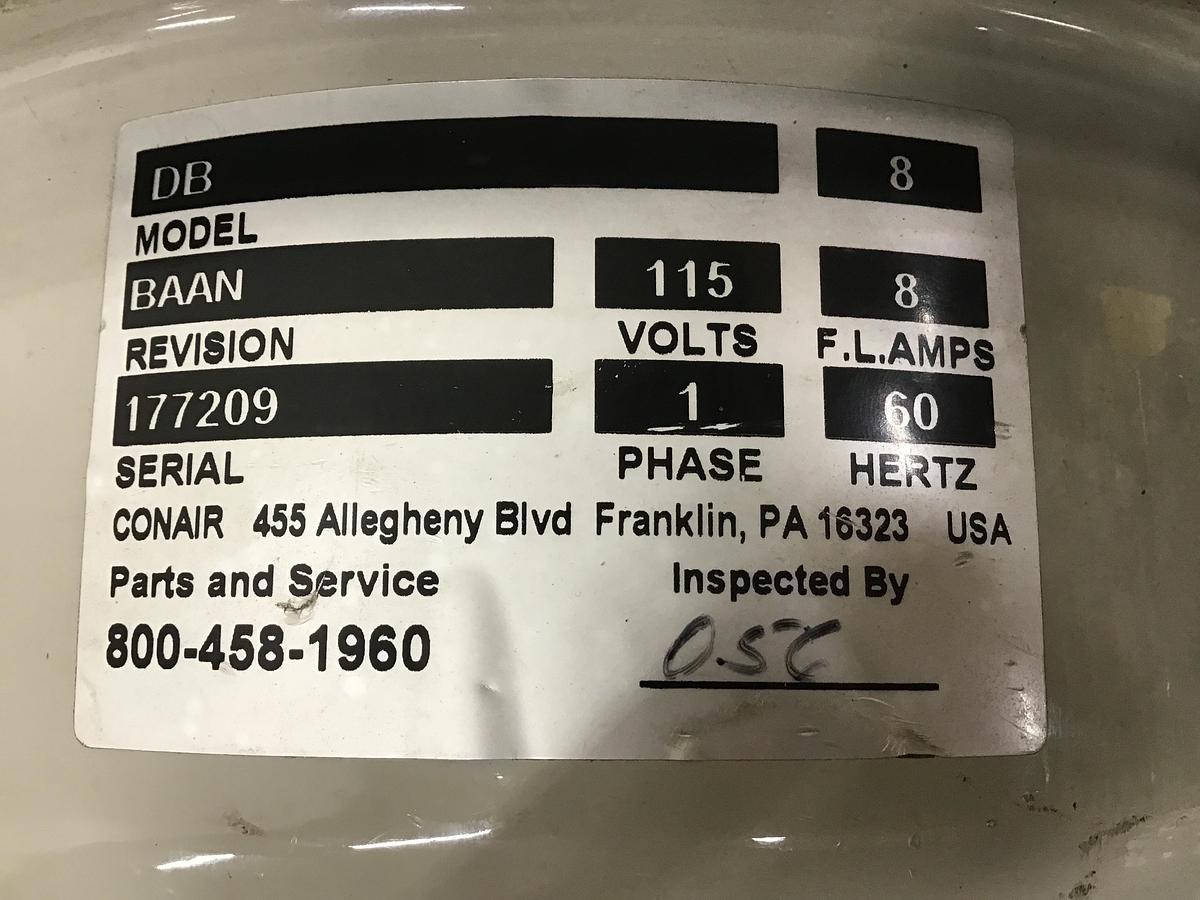 DB 8
MODEL
BAAN 115 8
REVISION VOLTS F.L.AMPS
177209 1 60
SERIAL PHASE HERTZ
CONAIR 455 Allegheny Blvd Franklin, PA 16323 USA
Parts and Service Inspected By
800-458-1960